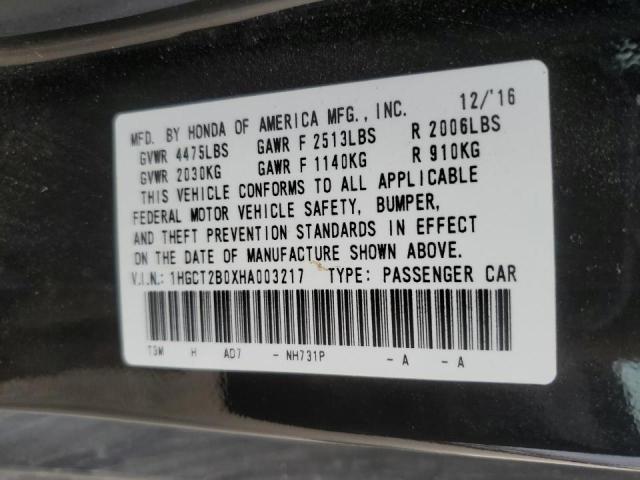 MFD. BY HONDA OF AMERICA MFG., INC. 12/'16
GVWR 4475LBS GAWR F 2513LBS R 2006LBS
GVWR 2030KG GAWR F 1140KG R 910KG
THIS VEHICLE CONFORMS TO ALL APPLICABLE
FEDERAL MOTOR VEHICLE SAFETY, BUMPER,
AND THEFT PREVENTION STANDARDS IN EFFECT
ON THE DATE OF MANUFACTURE SHOWN ABOVE.
V.I.N: 1HGCT2B0XHA003217 TYPE: PASSENGER CAR
T3M H AD7 - NH731P - A - A